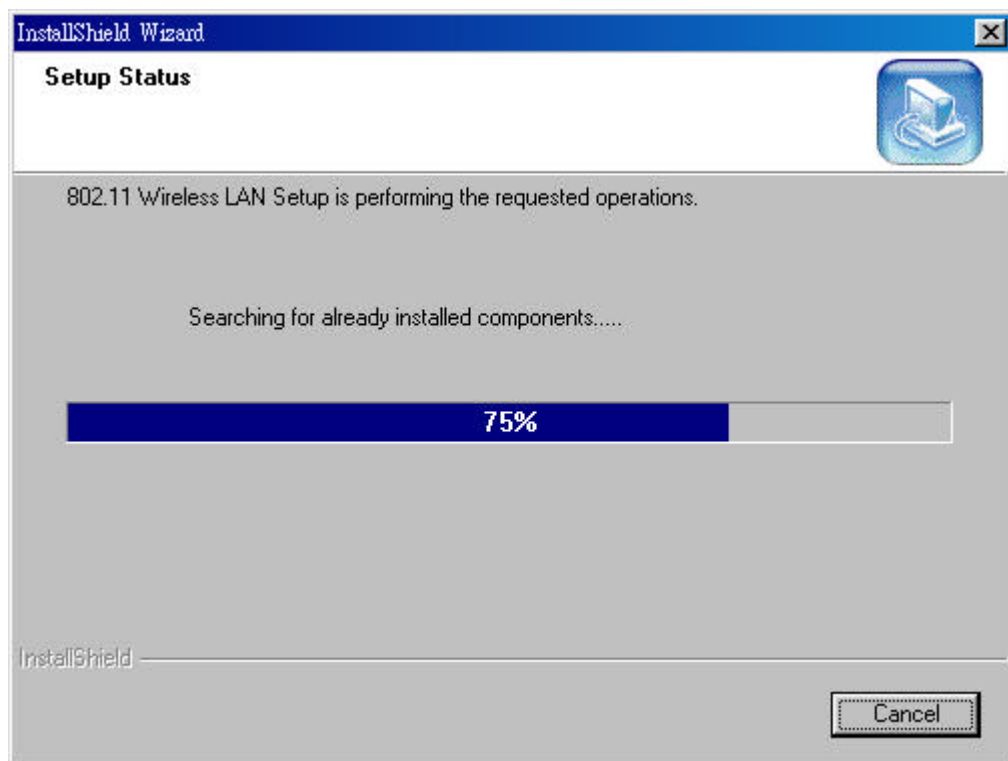 InstallShield Wizard
Setup Status
802.11 Wireless LAN Setup is performing the requested operations.
Searching for already installed components.....
75%
InstallShield
Cancel